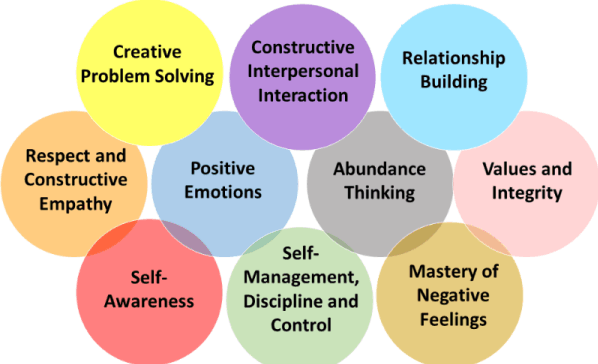 Creative
Problem Solving
Constructive
Interpersonal
Interaction
Relationship
Building
Respect and
Constructive
Empathy
Positive
Emotions
Abundance
Thinking
Values and
Integrity
Self-
Awareness
Self-
Management,
Discipline and
Control
Mastery of
Negative
Feelings